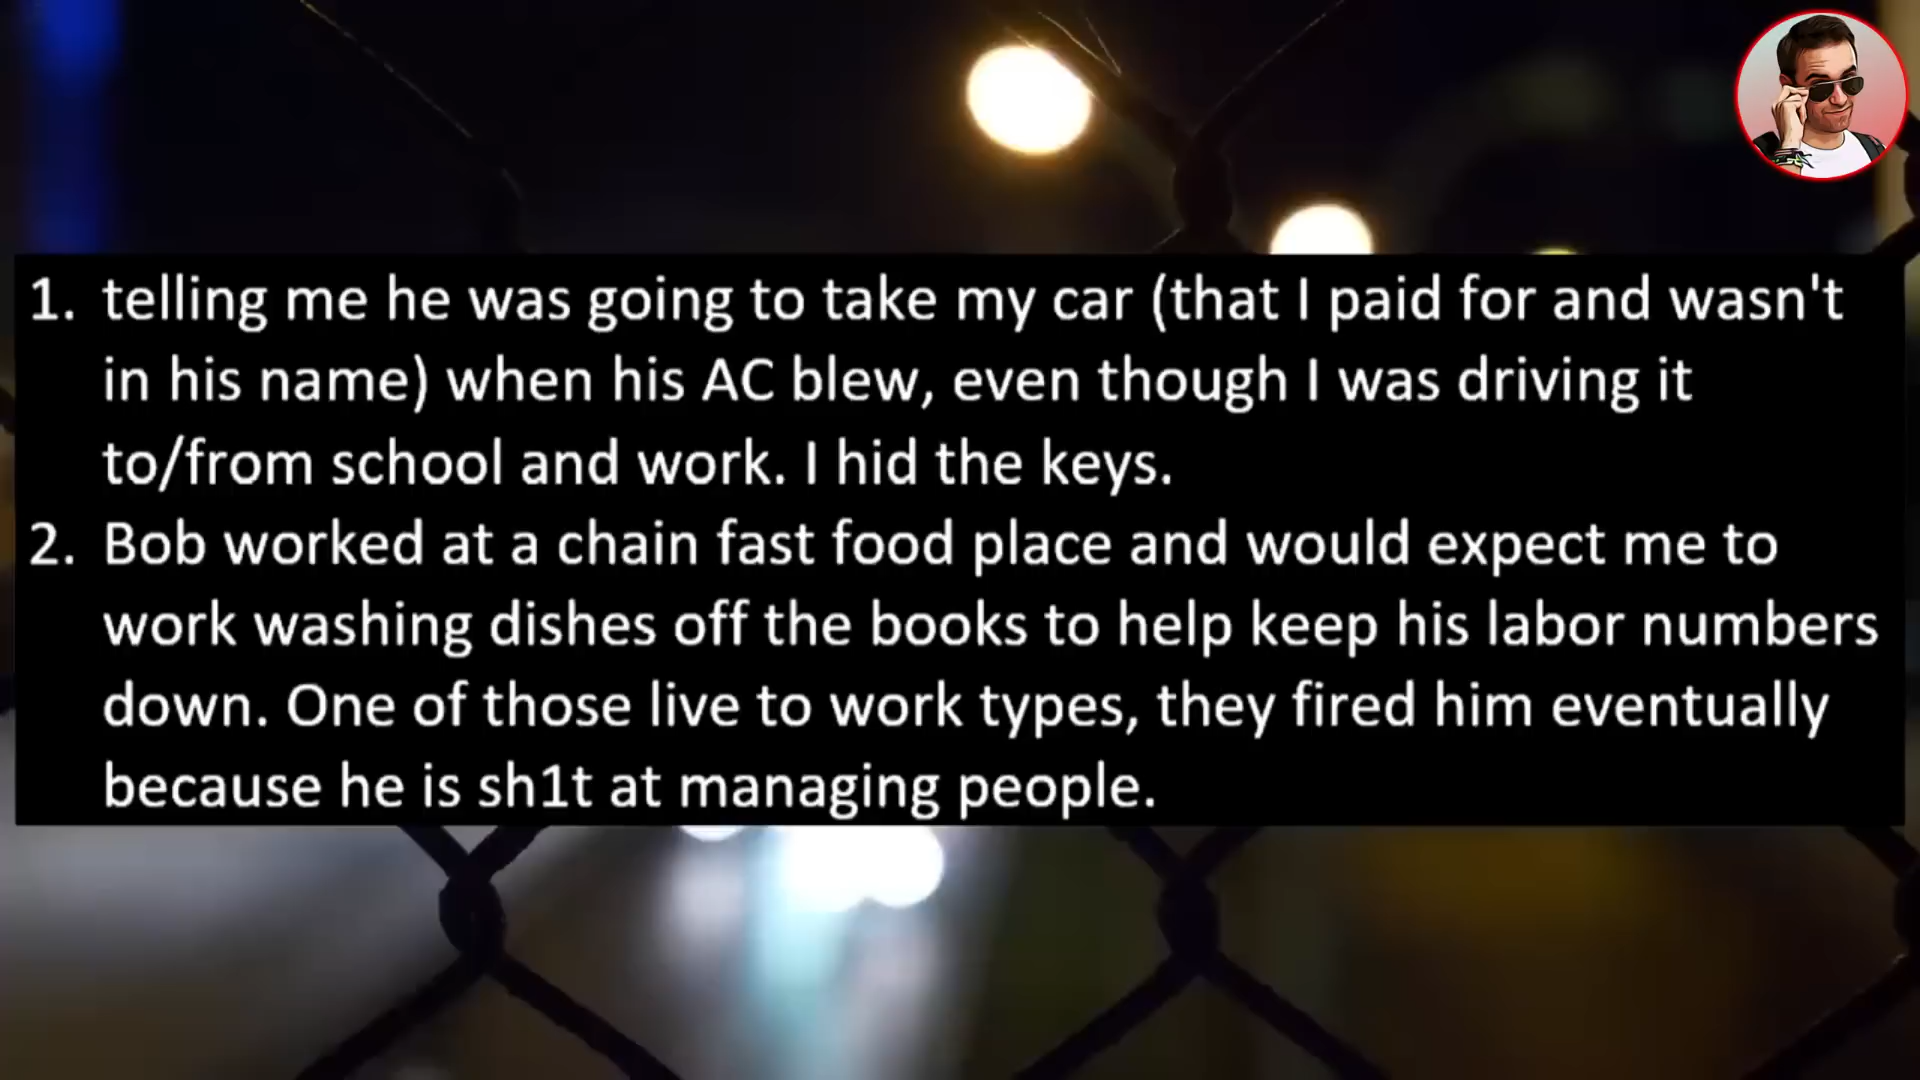 1. telling me he was going to take my car (that I paid for and wasn't
in his name) when his AC blew, even though I was driving it
to/from school and work. I hid the keys.
2. Bob worked at a chain fast food place and would expect me to
work washing dishes off the books to help keep his labor numbers
down. One of those live to work types, they fired him eventually
because he is sh1t at managing people.